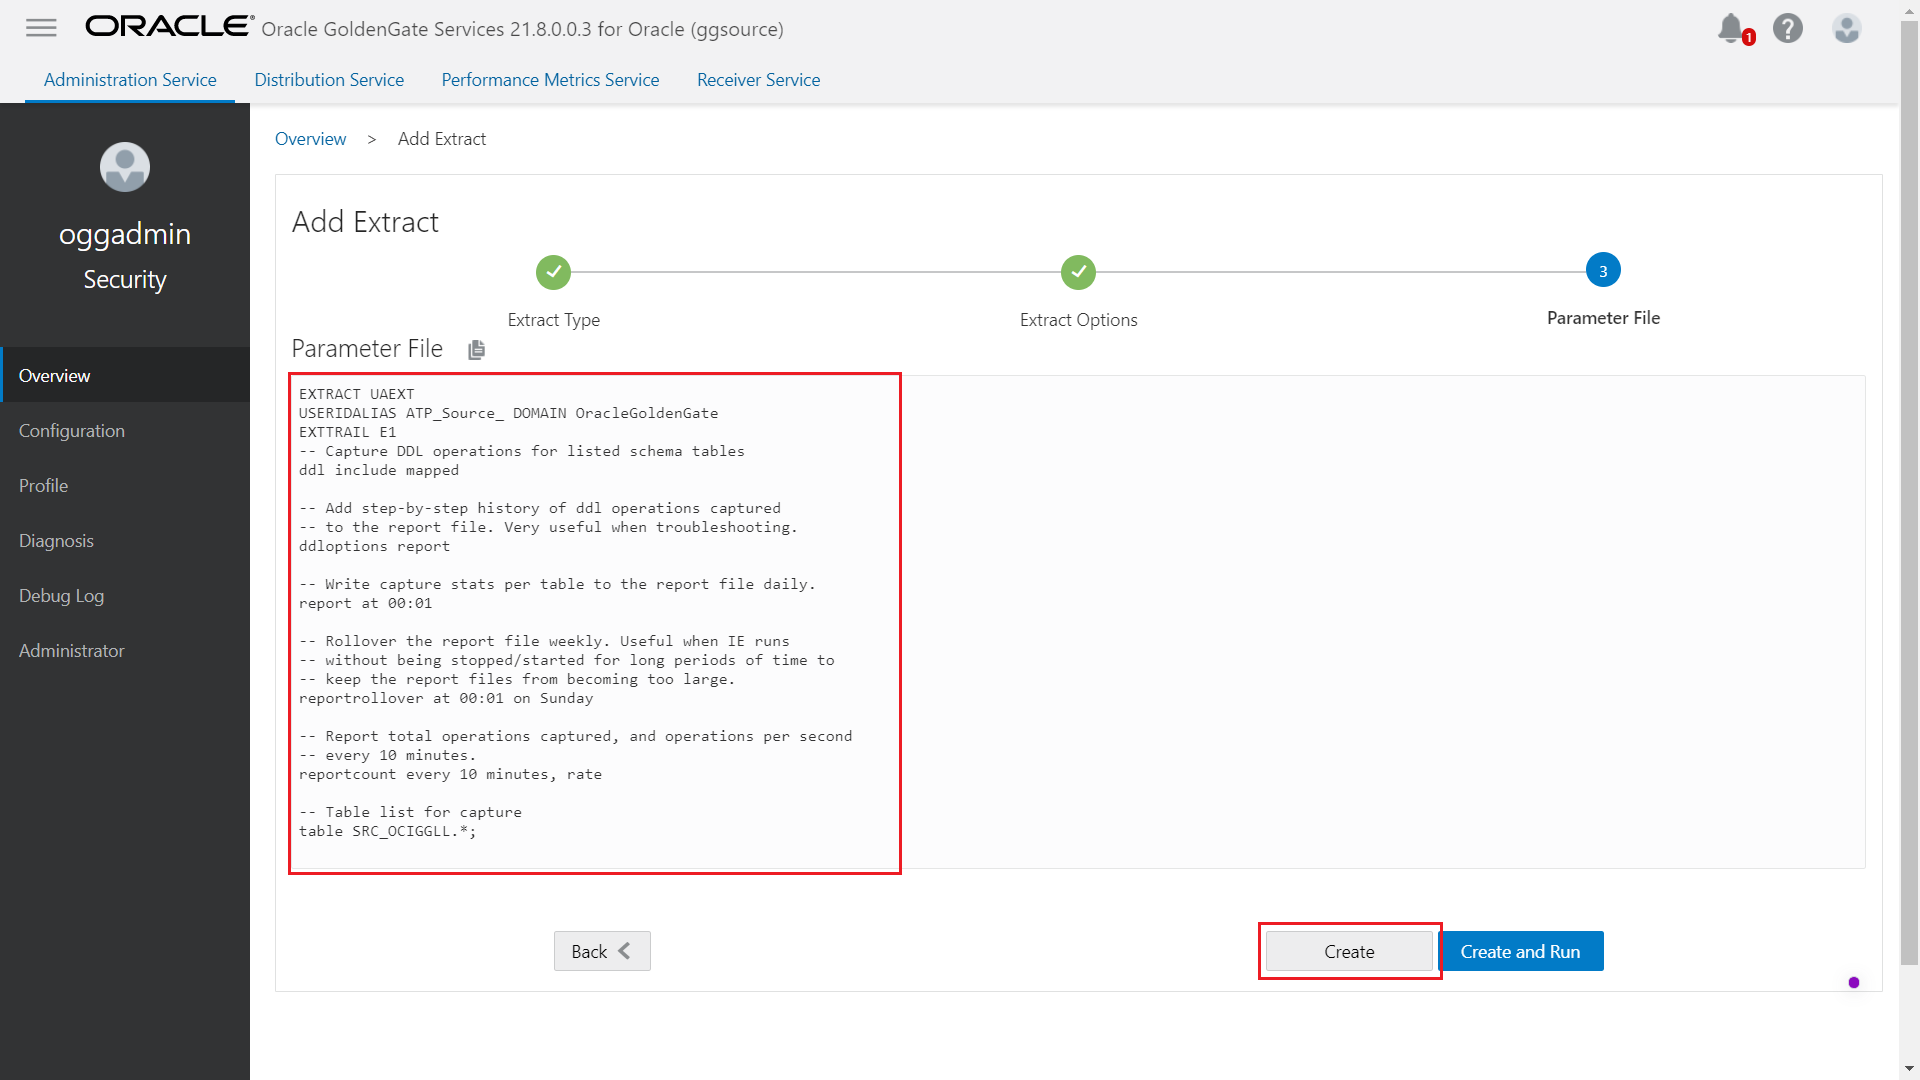 ORACLE® Oracle GoldenGate Services 21.8.0.0.3 for Oracle (ggsource)
1
?
Administration Service Distribution Service Performance Metrics Service Receiver Service
oggadmin
Security
Overview
Configuration
Profile
Diagnosis
Debug Log
Administrator
Overview > Add Extract
Add Extract
3
Extract Type Extract Options Parameter File
Parameter File
EXTRACT UAEXT
USERIDALIAS ATP_Source_ DOMAIN OracleGoldenGate
EXTTRAIL E1
-- Capture DDL operations for listed schema tables
ddl include mapped
-- Add step-by-step history of ddl operations captured
-- to the report file. Very useful when troubleshooting.
ddloptions report
-- Write capture stats per table to the report file daily.
report at 00:01
-- Rollover the report file weekly. Useful when IE runs
-- without being stopped/started for long periods of time to
-- keep the report files from becoming too large.
reportrollover at 00:01 on Sunday
-- Report total operations captured, and operations per second
-- every 10 minutes.
reportcount every 10 minutes, rate
-- Table list for capture
table SRC_OCIGGLL.*;
Back Create Create and Run